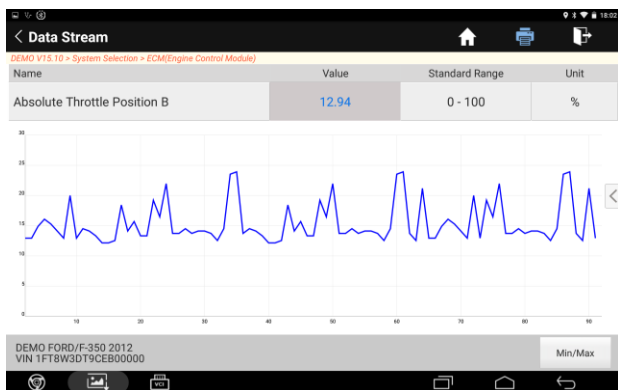 18:02
< Data Stream
DEMO V15.10 > System Selection > ECM(Engine Control Module)
Name Value Standard Range Unit
Absolute Throttle Position B 12.94 0 - 100 %
30
25
20
15
10
5
0
10 20 30 40 50 60 70 80 90
DEMO FORD/F-350 2012
VIN 1FT8W3DT9CEB00000
Min/Max
VCI